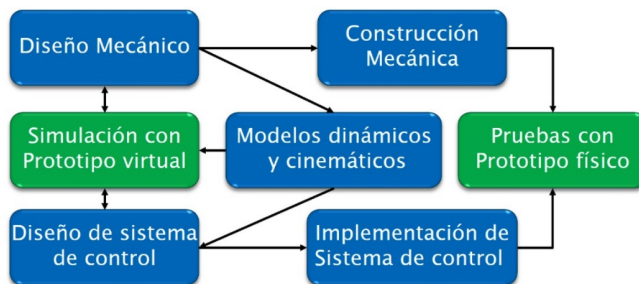 Diseño Mecánico
Construcción
Mecánica
Simulación con
Prototipo virtual
Modelos dinámicos
y cinemáticos
Pruebas con
Prototipo físico
Diseño de sistema
de control
Implementación de
Sistema de control